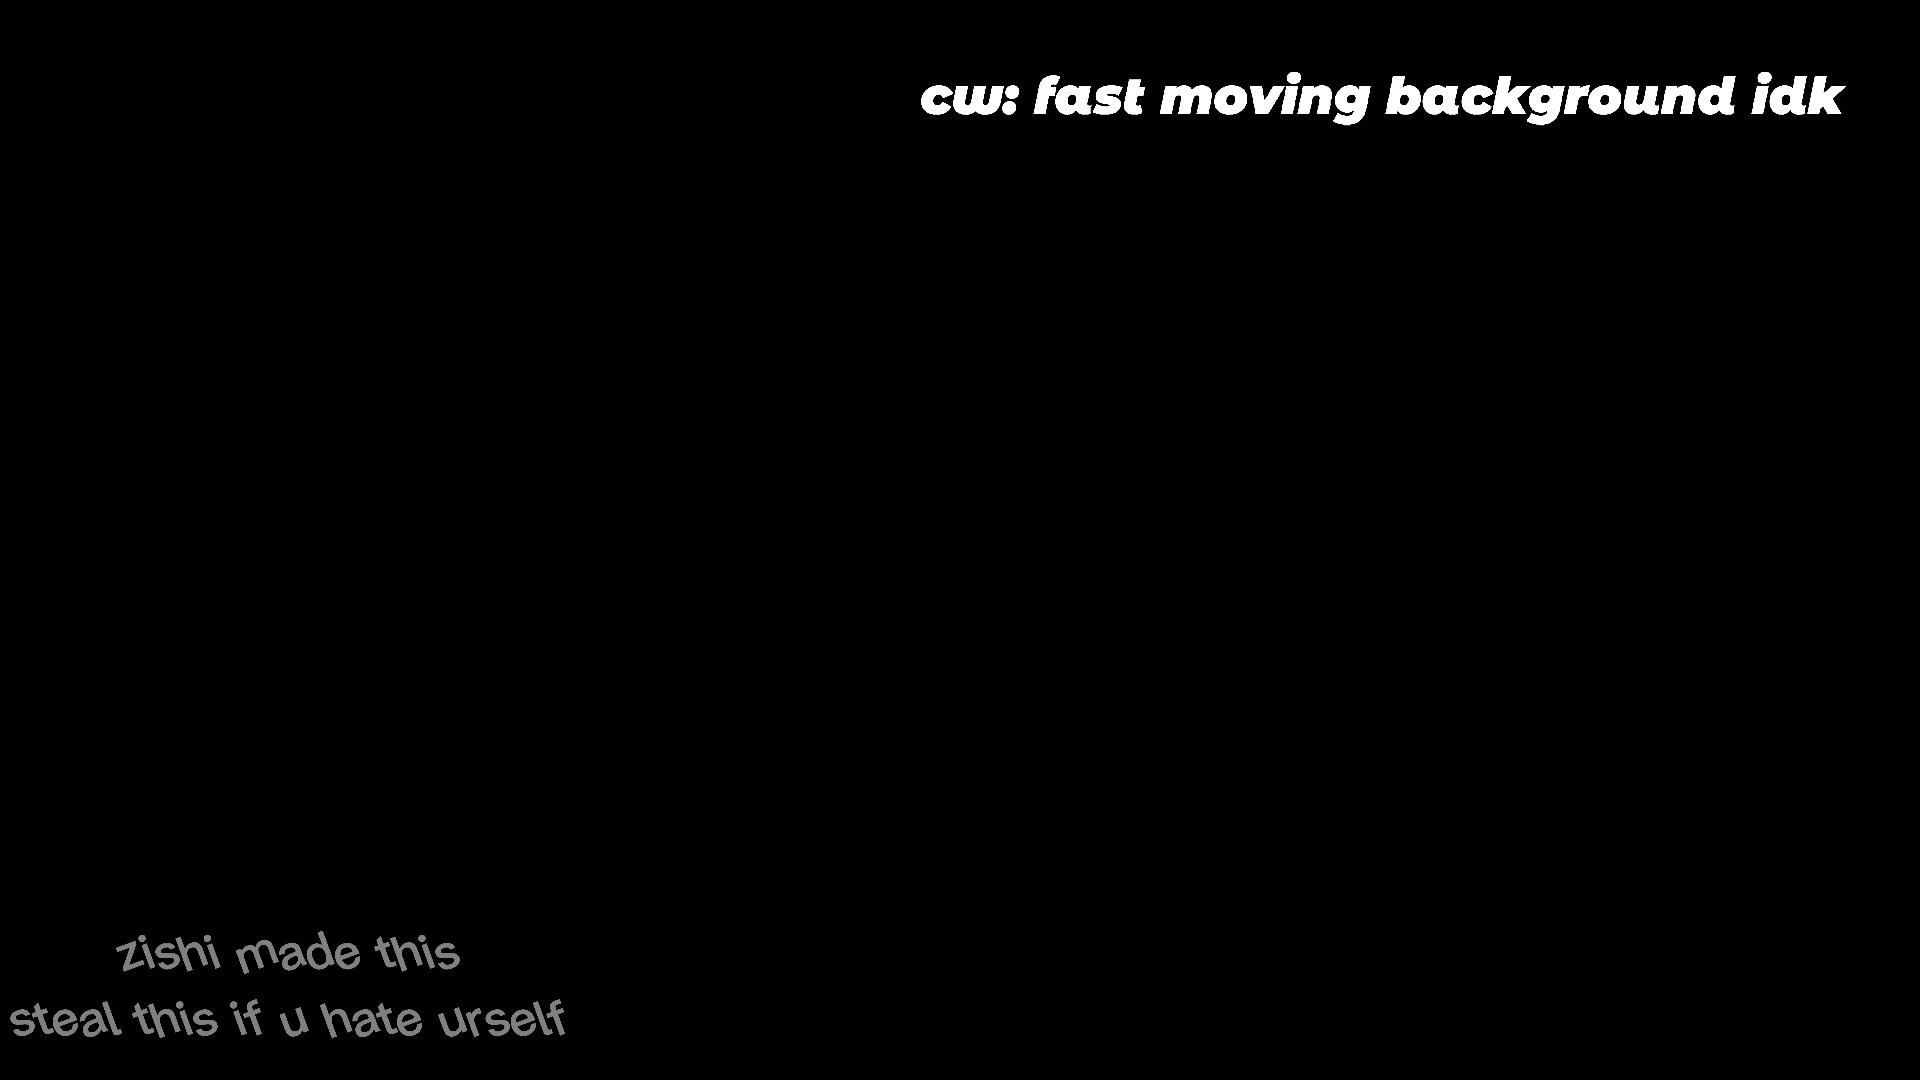 cw: fast moving background idk
zishi made this
steal this if u hate urself